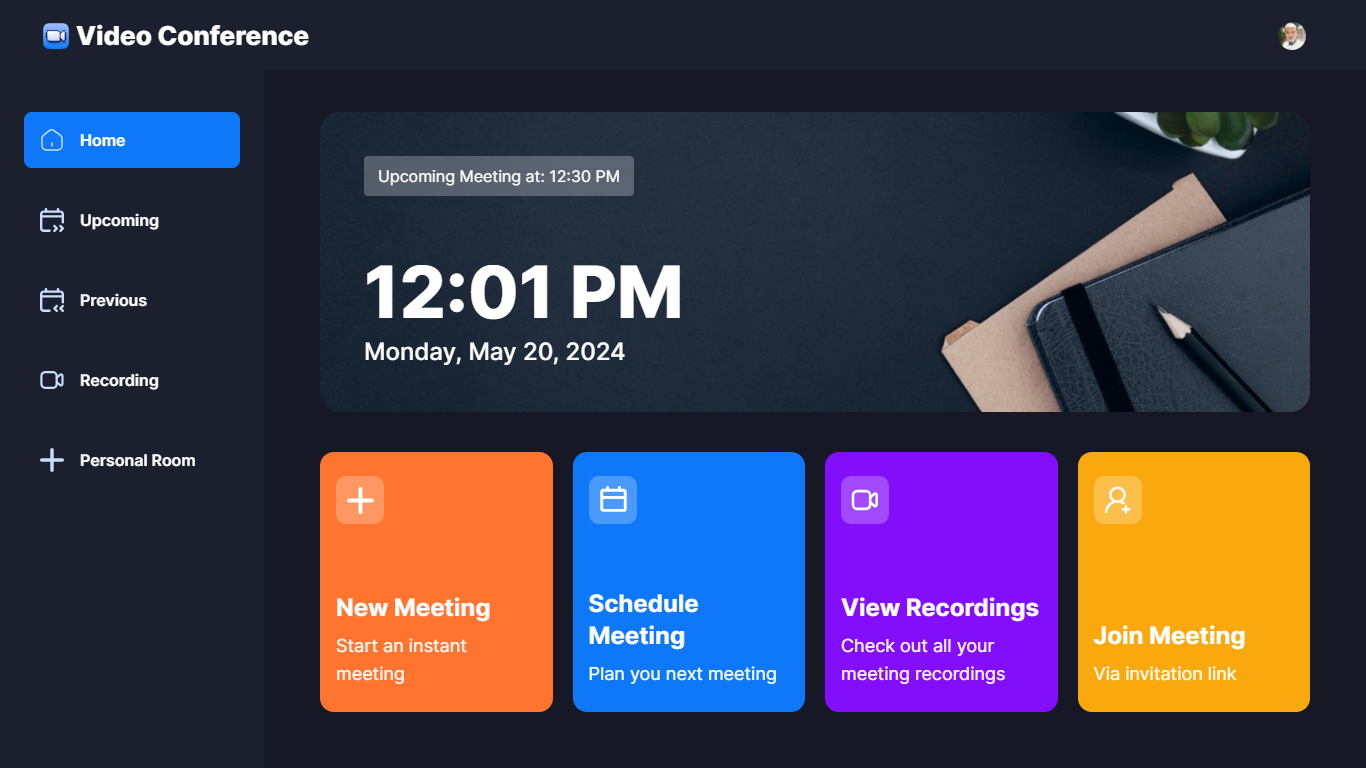 Video Conference
Home
Upcoming
Previous
Recording
Personal Room
Upcoming Meeting at: 12:30 PM
12:01 PM
Monday, May 20, 2024
New Meeting
Start an instant
meeting
Schedule
Meeting
Plan you next meeting
View Recordings
Check out all your
meeting recordings
Join Meeting
Via invitation link